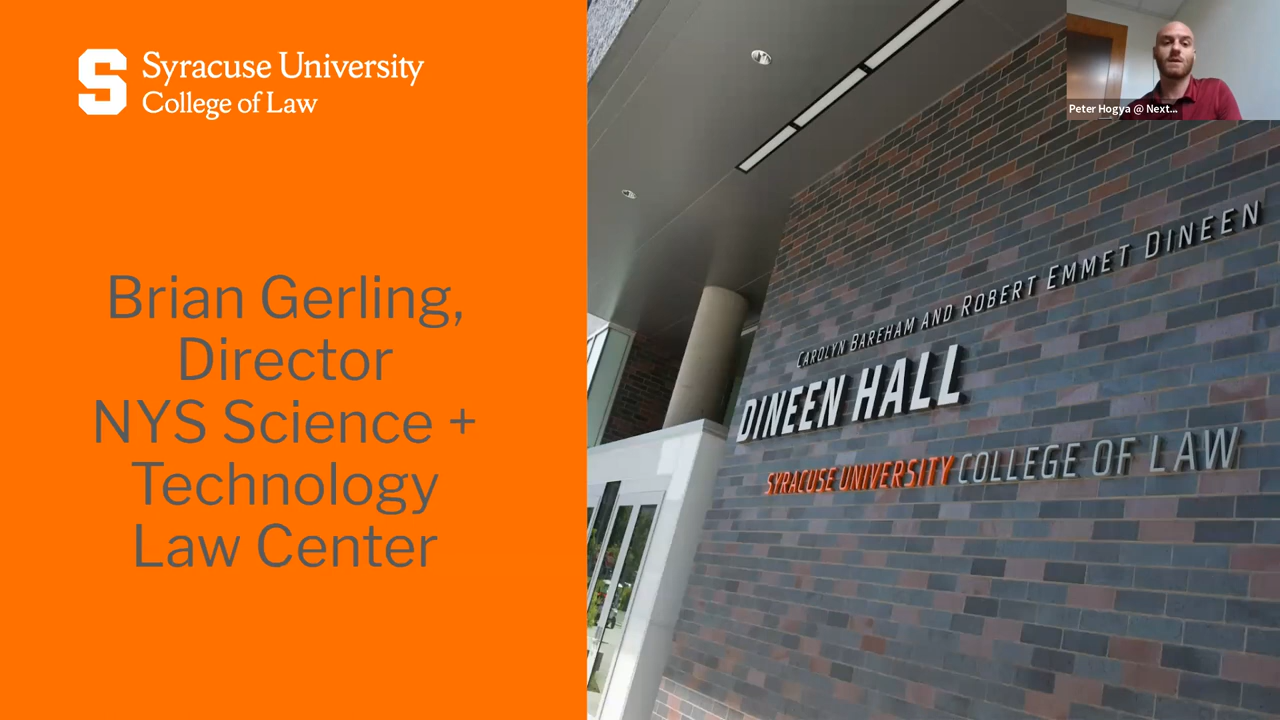 Syracuse University
College of Law
Brian Gerling,
Director
NYS Science +
Technology
Law Center
Peter Hogya @ Next...
CAROLYN BAREHAM AND ROBERT EMMET DINEEN
DINEEN HALL
SYRACUSE UNIVERSITY COLLEGE OF LAW